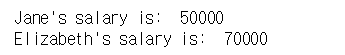 Jane's salary is:  50000
Elizabeth's salary is:  70000